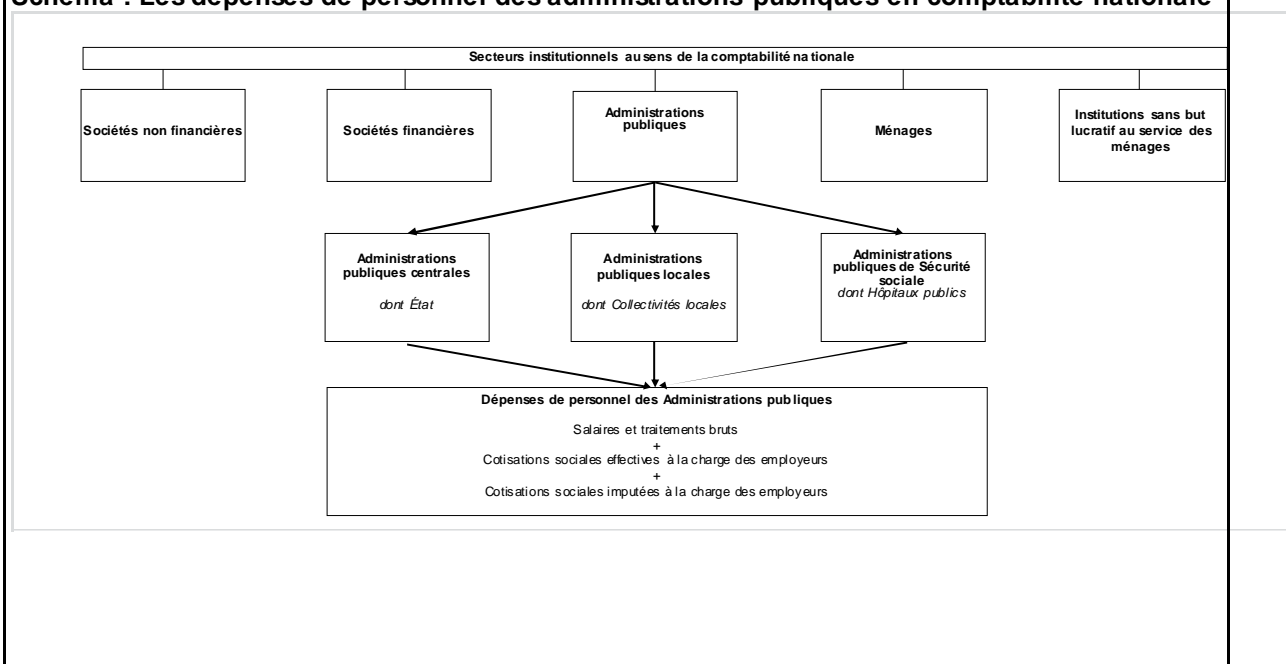 Schéma : Les dépenses de personnel des administrations publiques en comptabilité nationale
Secteurs institutionnels au sens de la comptabilité nationale
Sociétés non financières
Sociétés financières
Administrations
publiques
Ménages
Institutions sans but
lucratif au service des
ménages
Administrations
publiques centrales
dont État
Administrations
publiques locales
dont Collectivités locales
Administrations
publiques de Sécurité
sociale
dont Hôpitaux publics
Dépenses de personnel des Administrations publiques
Salaires et traitements bruts
+
Cotisations sociales effectives à la charge des employeurs
+
Cotisations sociales imputées à la charge des employeurs